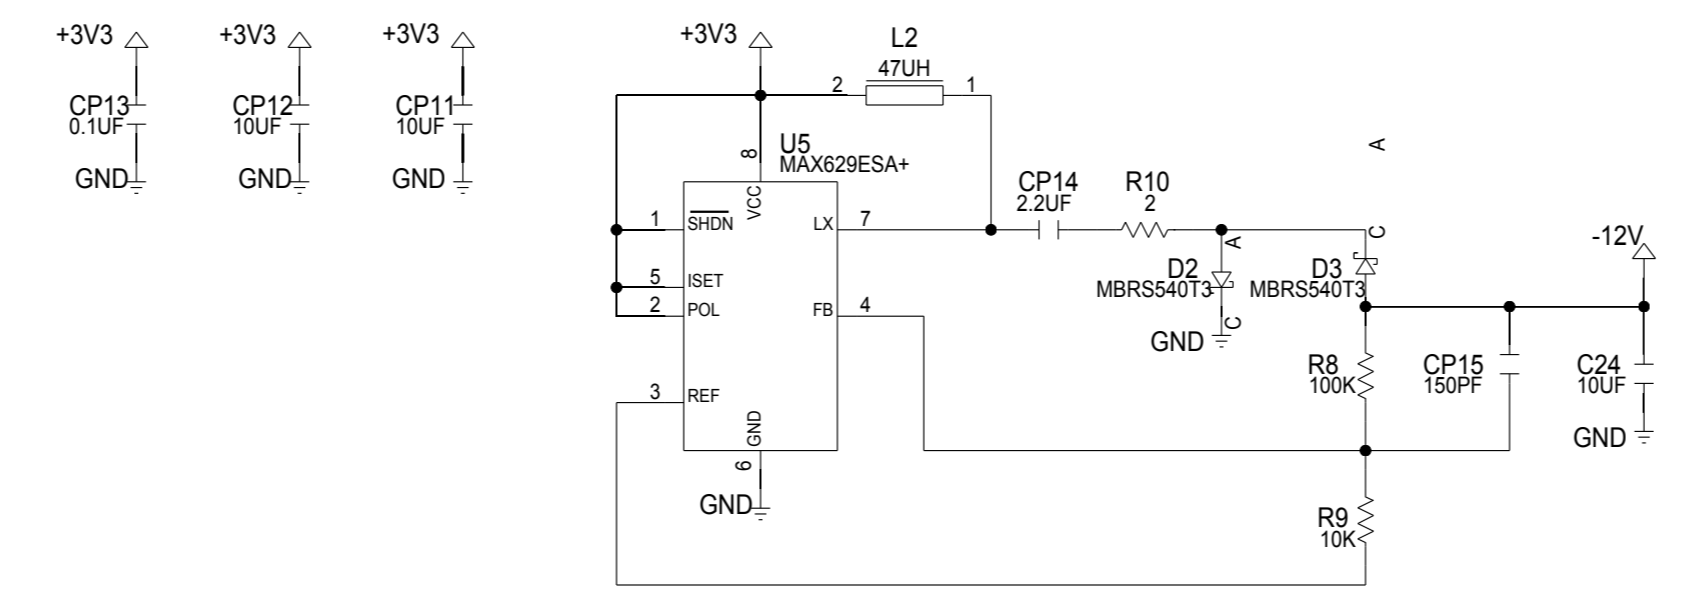 +3V3
CP13
0.1UF
GND
+3V3
CP12
10UF
GND
+3V3
CP11
10UF
GND
+3V3
L2
47UH
2
1
U5
MAX629ESA+
8
VCC
1
SHDN
5
ISET
2
POL
3
REF
LX
7
FB
4
GND
6
GND
CP14
2.2UF
R10
2
A
D2
MBRS540T3
C
GND
A
C
D3
MBRS540T3
-12V
R8
100K
CP15
150PF
C24
10UF
GND
R9
10K